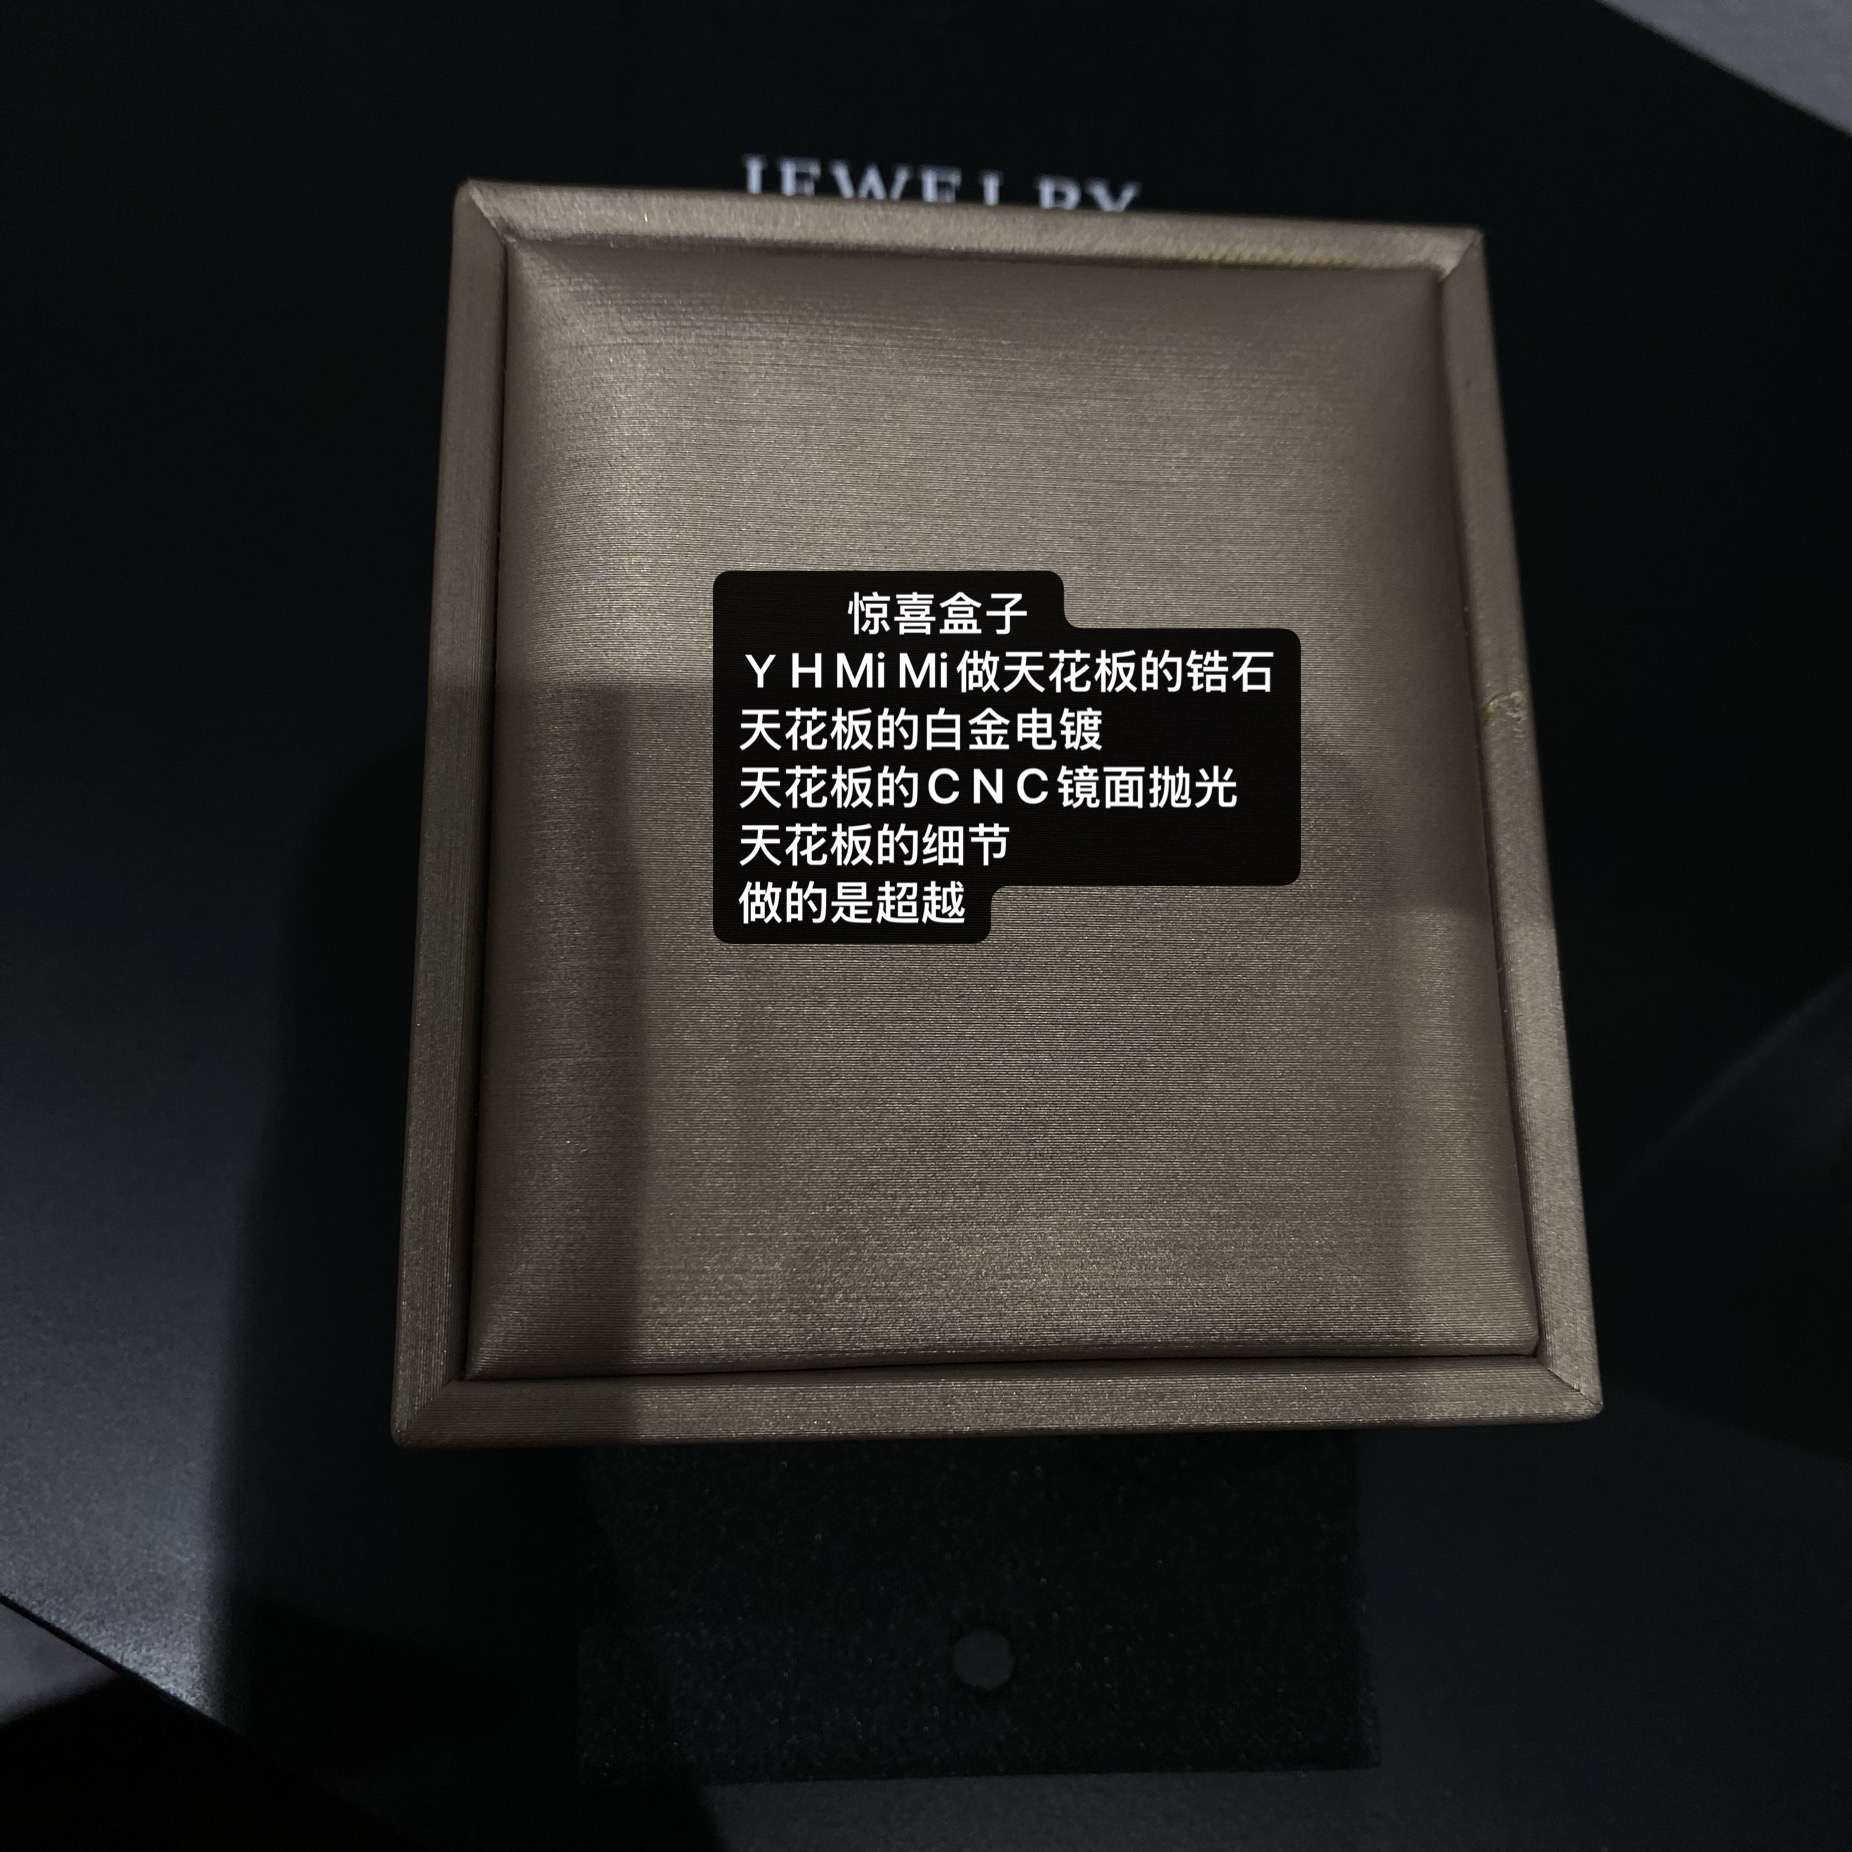 JEWELRY
惊喜盒子
Y H Mi Mi做天花板的锆石
天花板的白金电镀
天花板的C N C镜面抛光
天花板的细节
做的是超越